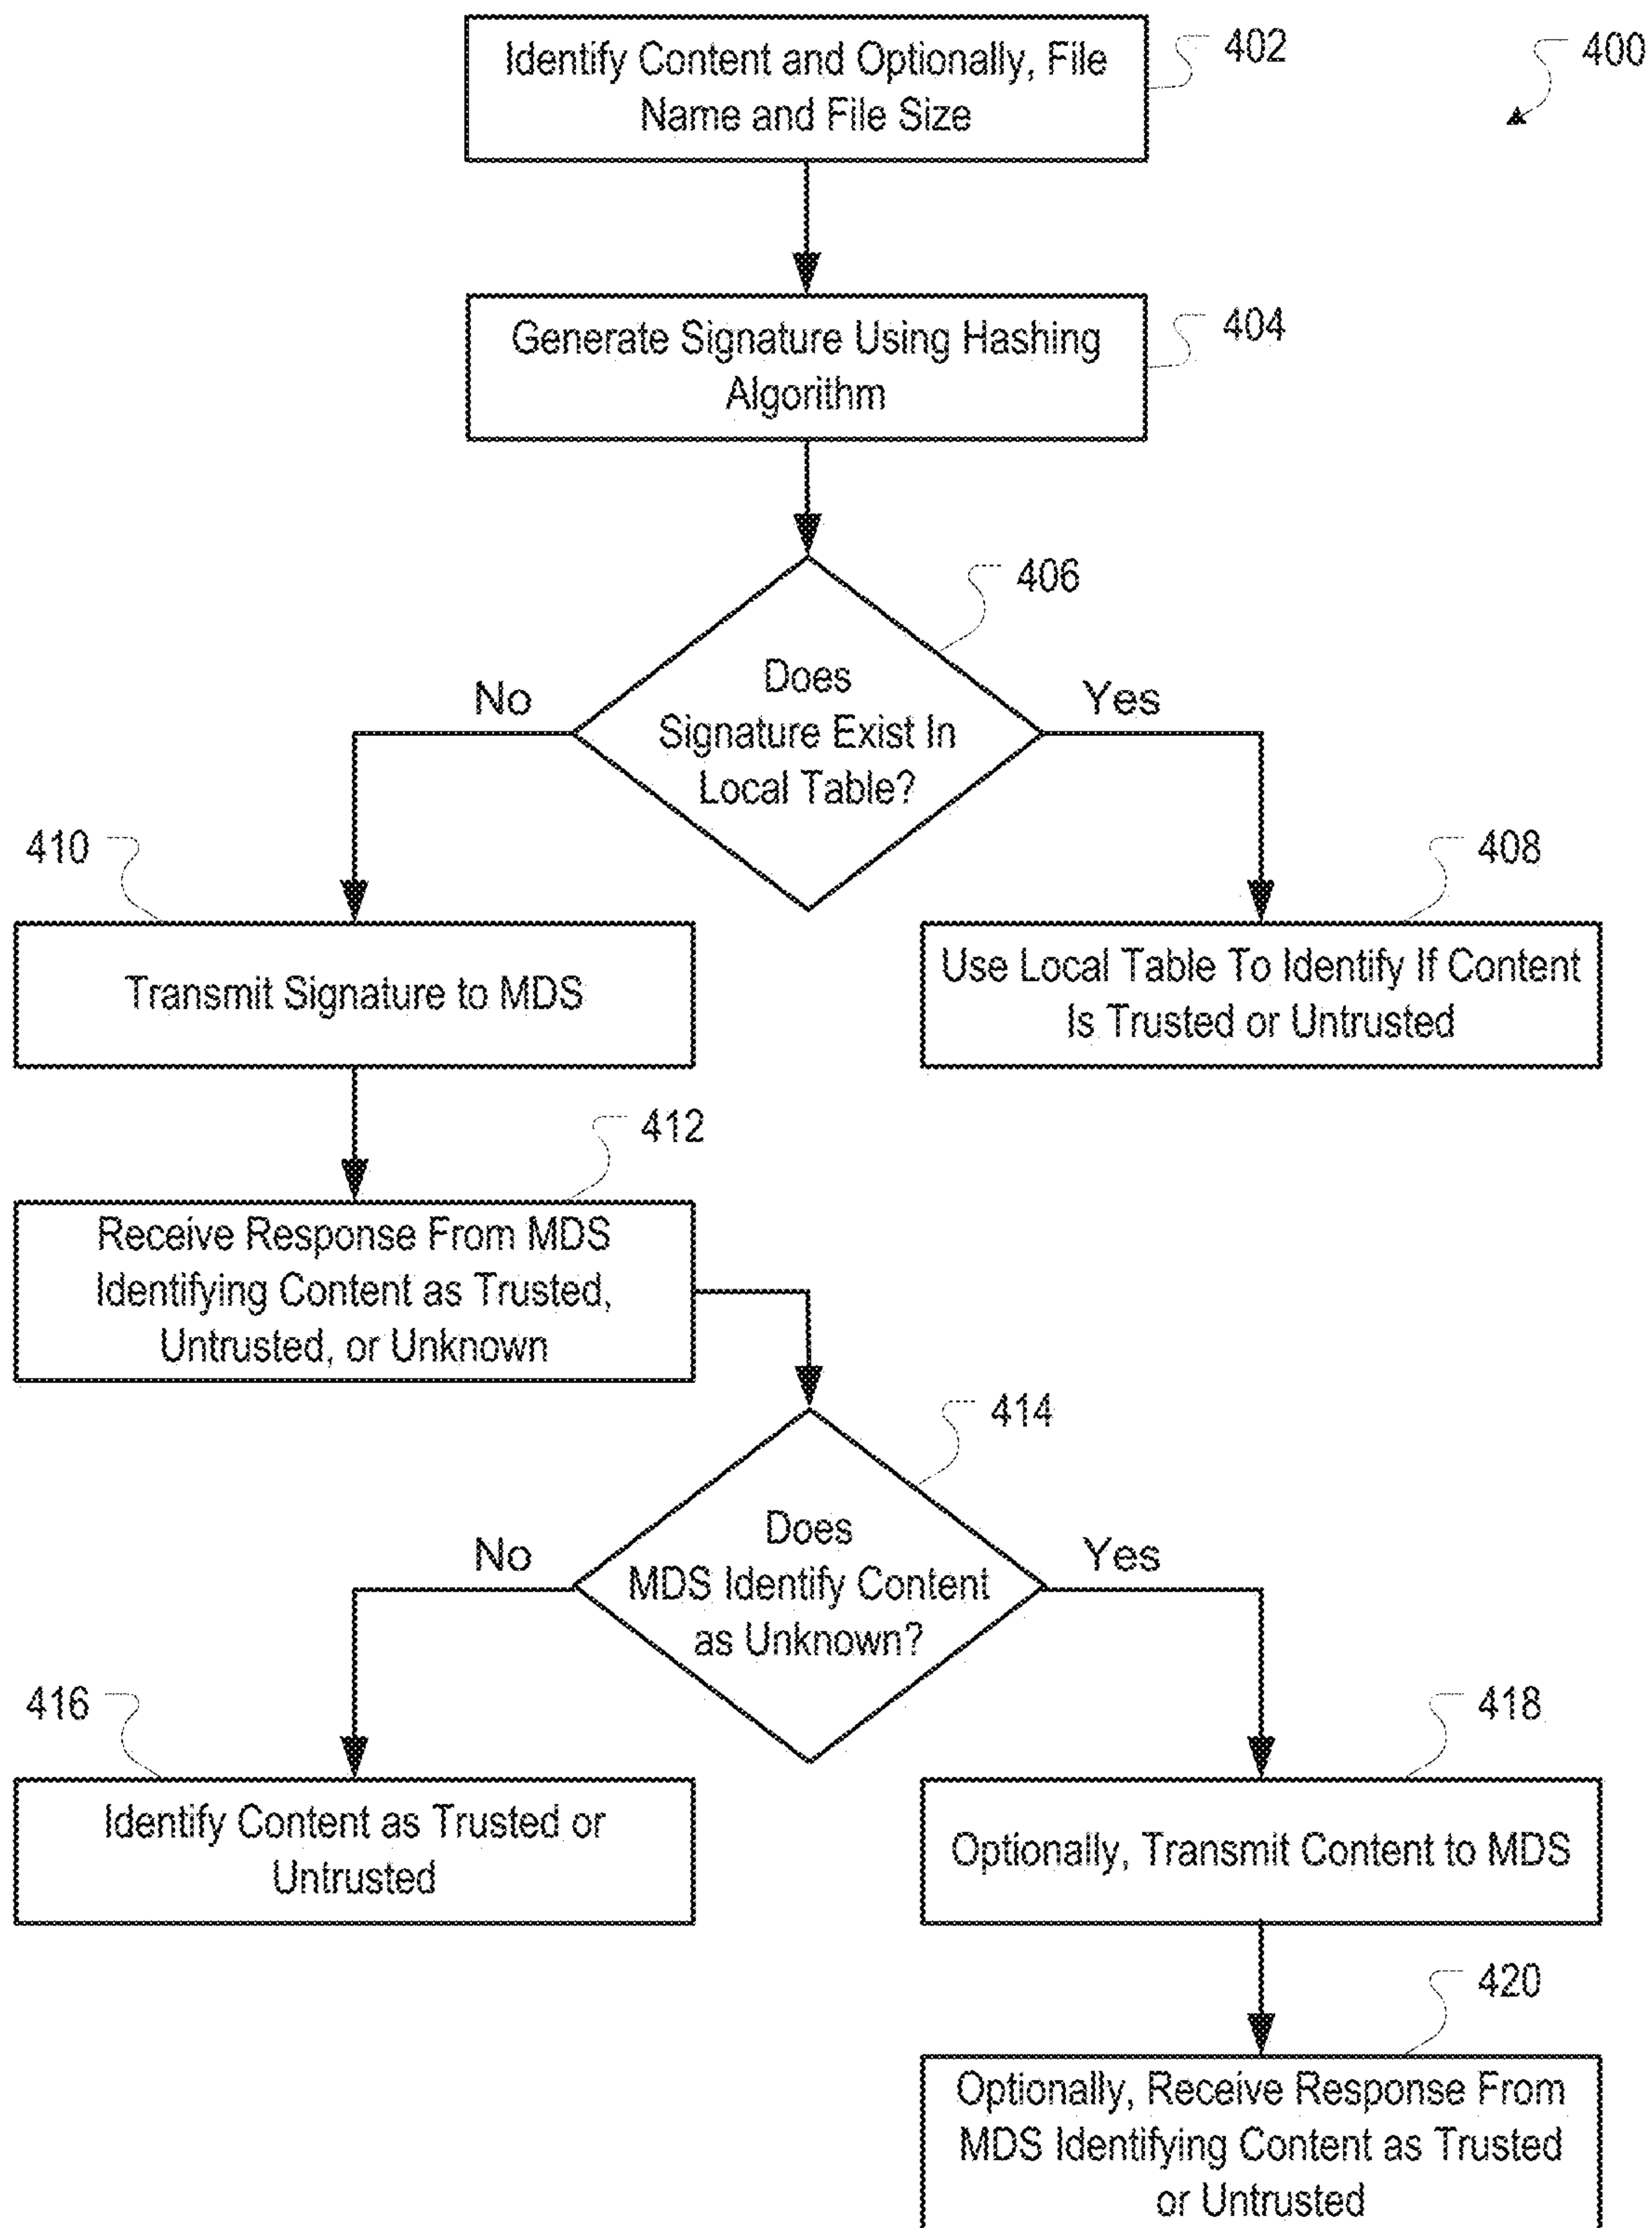 Identify Content and Optionally, File
Name and File Size
402
400
Generate Signature Using Hashing
Algorithm
404
406
Does
Signature Exist In
Local Table?
No
Yes
410
408
Transmit Signature to MDS
Use Local Table To Identify If Content
Is Trusted or Untrusted
412
Receive Response From MDS
Identifying Content as Trusted,
Untrusted, or Unknown
414
Does
MDS Identify Content
as Unknown?
No
Yes
416
418
Identify Content as Trusted or
Untrusted
Optionally, Transmit Content to MDS
420
Optionally, Receive Response From
MDS Identifying Content as Trusted
or Untrusted